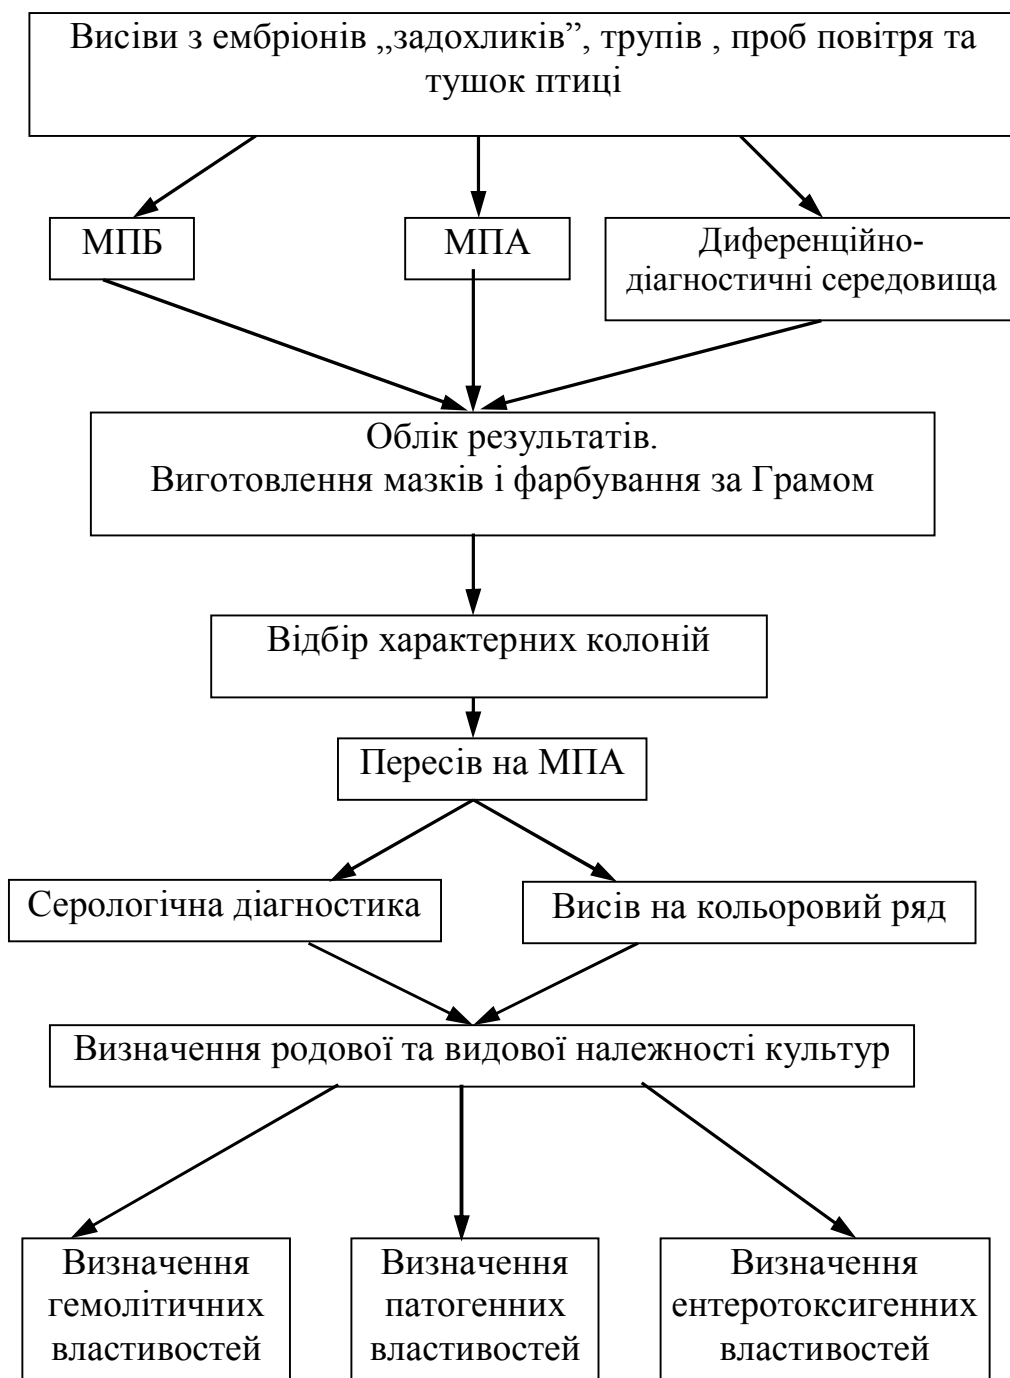 Висіви з ембріонів „задохликів”, трупів , проб повітря та
тушок птиці
МПБ
МПА
Диференційно-
діагностичні середовища
Облік результатів.
Виготовлення мазків і фарбування за Грамом
Відбір характерних колоній
Пересів на МПА
Серологічна діагностика
Висів на кольоровий ряд
Визначення родової та видової належності культур
Визначення
гемолітичних
властивостей
Визначення
патогенних
властивостей
Визначення
ентеротоксигенних
властивостей